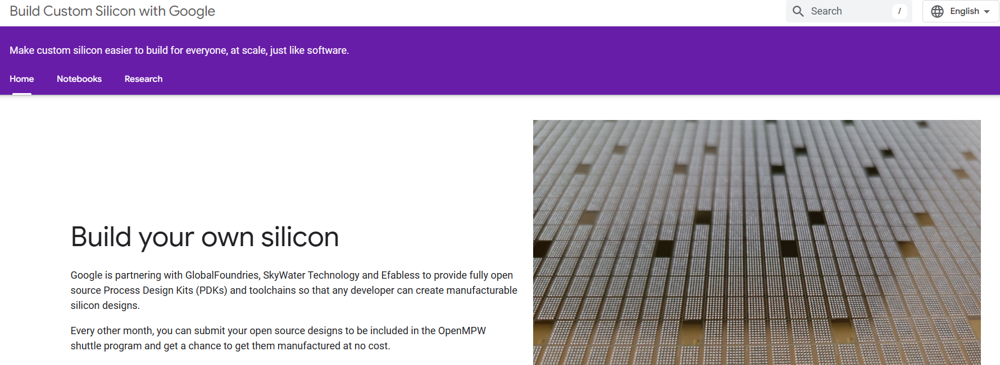 Build Custom Silicon with Google
Search
/
English
Make custom silicon easier to build for everyone, at scale, just like software.
Home
Notebooks
Research
Build your own silicon
Google is partnering with GlobalFoundries, SkyWater Technology and Efabless to provide fully open
source Process Design Kits (PDKs) and toolchains so that any developer can create manufacturable
silicon designs.
Every other month, you can submit your open source designs to be included in the OpenMPW
shuttle program and get a chance to get them manufactured at no cost.